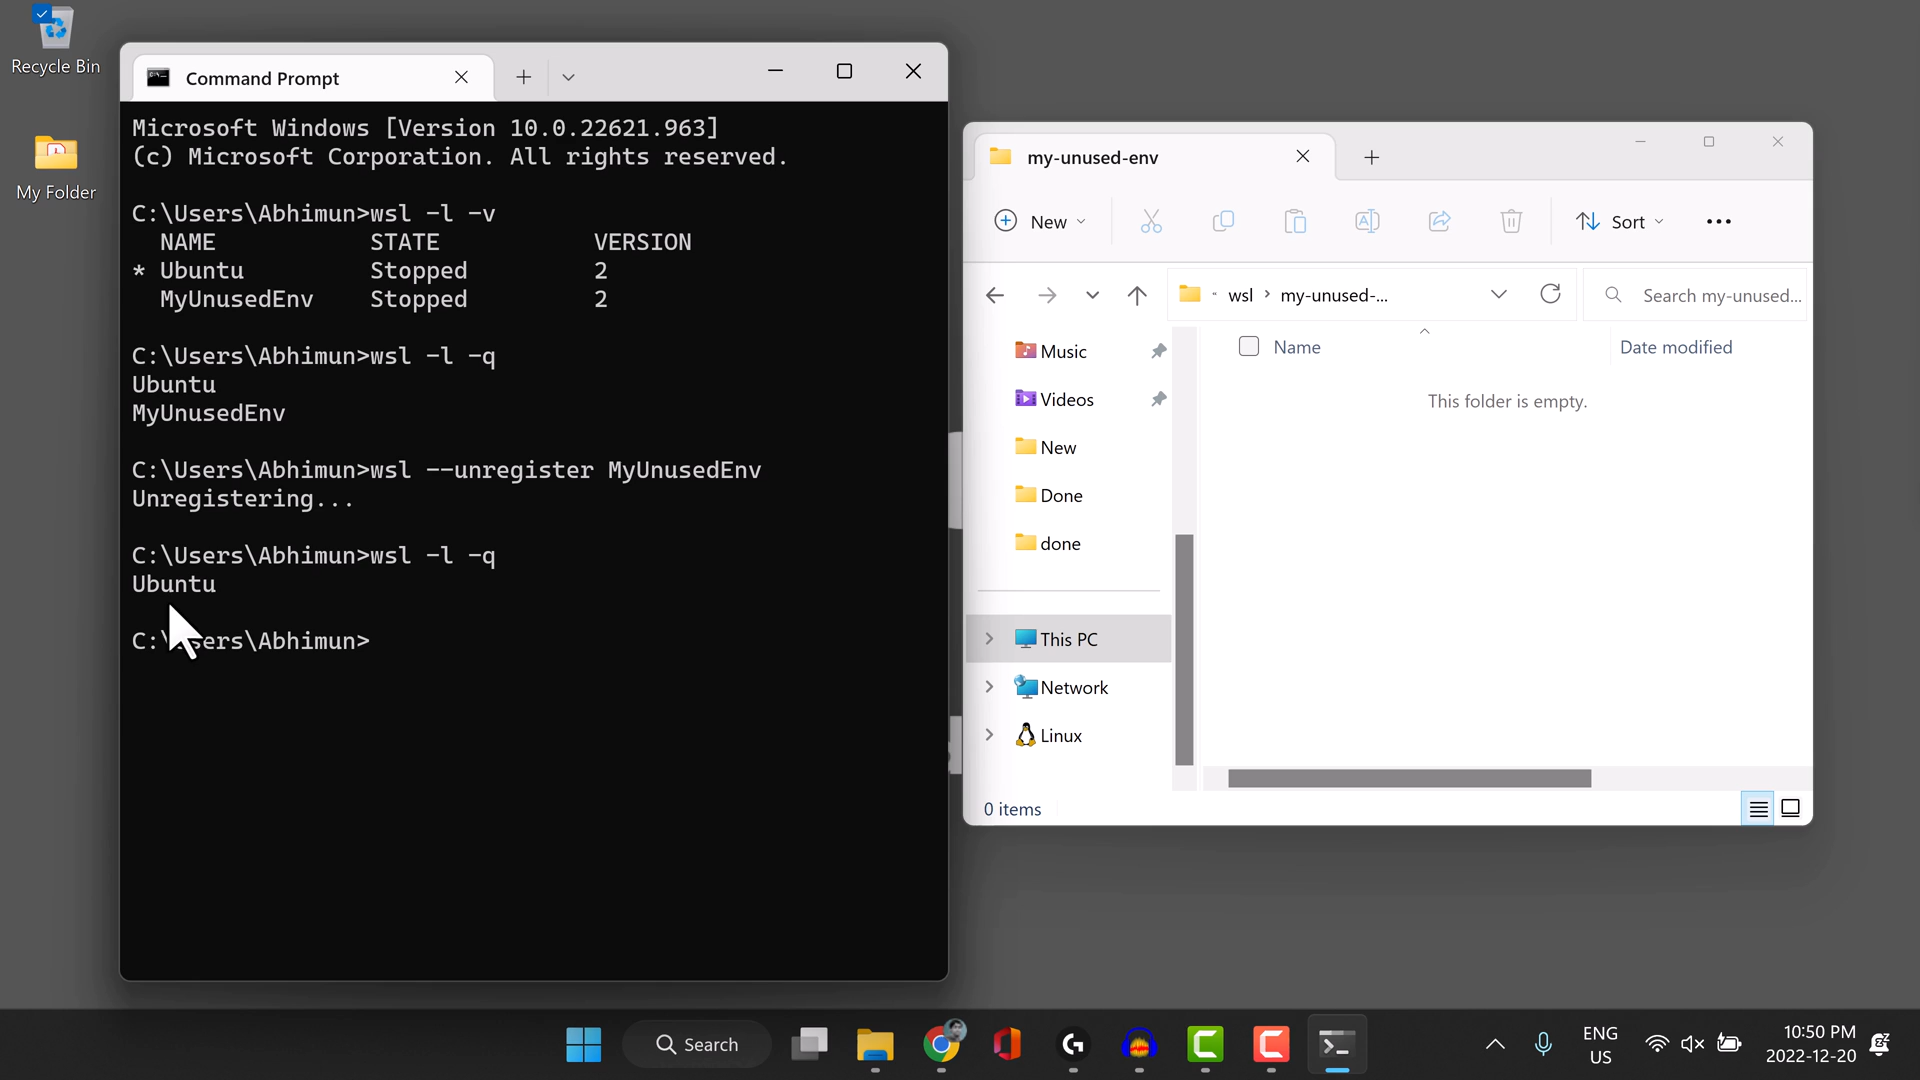 Recycle Bin
My Folder
Command Prompt
Microsoft Windows [Version 10.0.22621.963]
(c) Microsoft Corporation. All rights reserved.
C:\Users\Abhimun>wsl -l -v
NAME STATE VERSION
* Ubuntu Stopped 2
MyUnusedEnv Stopped 2
C:\Users\Abhimun>wsl -l -q
Ubuntu
MyUnusedEnv
C:\Users\Abhimun>wsl --unregister MyUnusedEnv
Unregistering...
C:\Users\Abhimun>wsl -l -q
Ubuntu
C:\Users\Abhimun>
my-unused-env
New
Sort
wsl > my-unused-...
Search my-unused...
Name Date modified
This folder is empty.
Music
Videos
New
Done
done
This PC
Network
Linux
0 items
Search
ENG
US
10:50 PM
2022-12-20